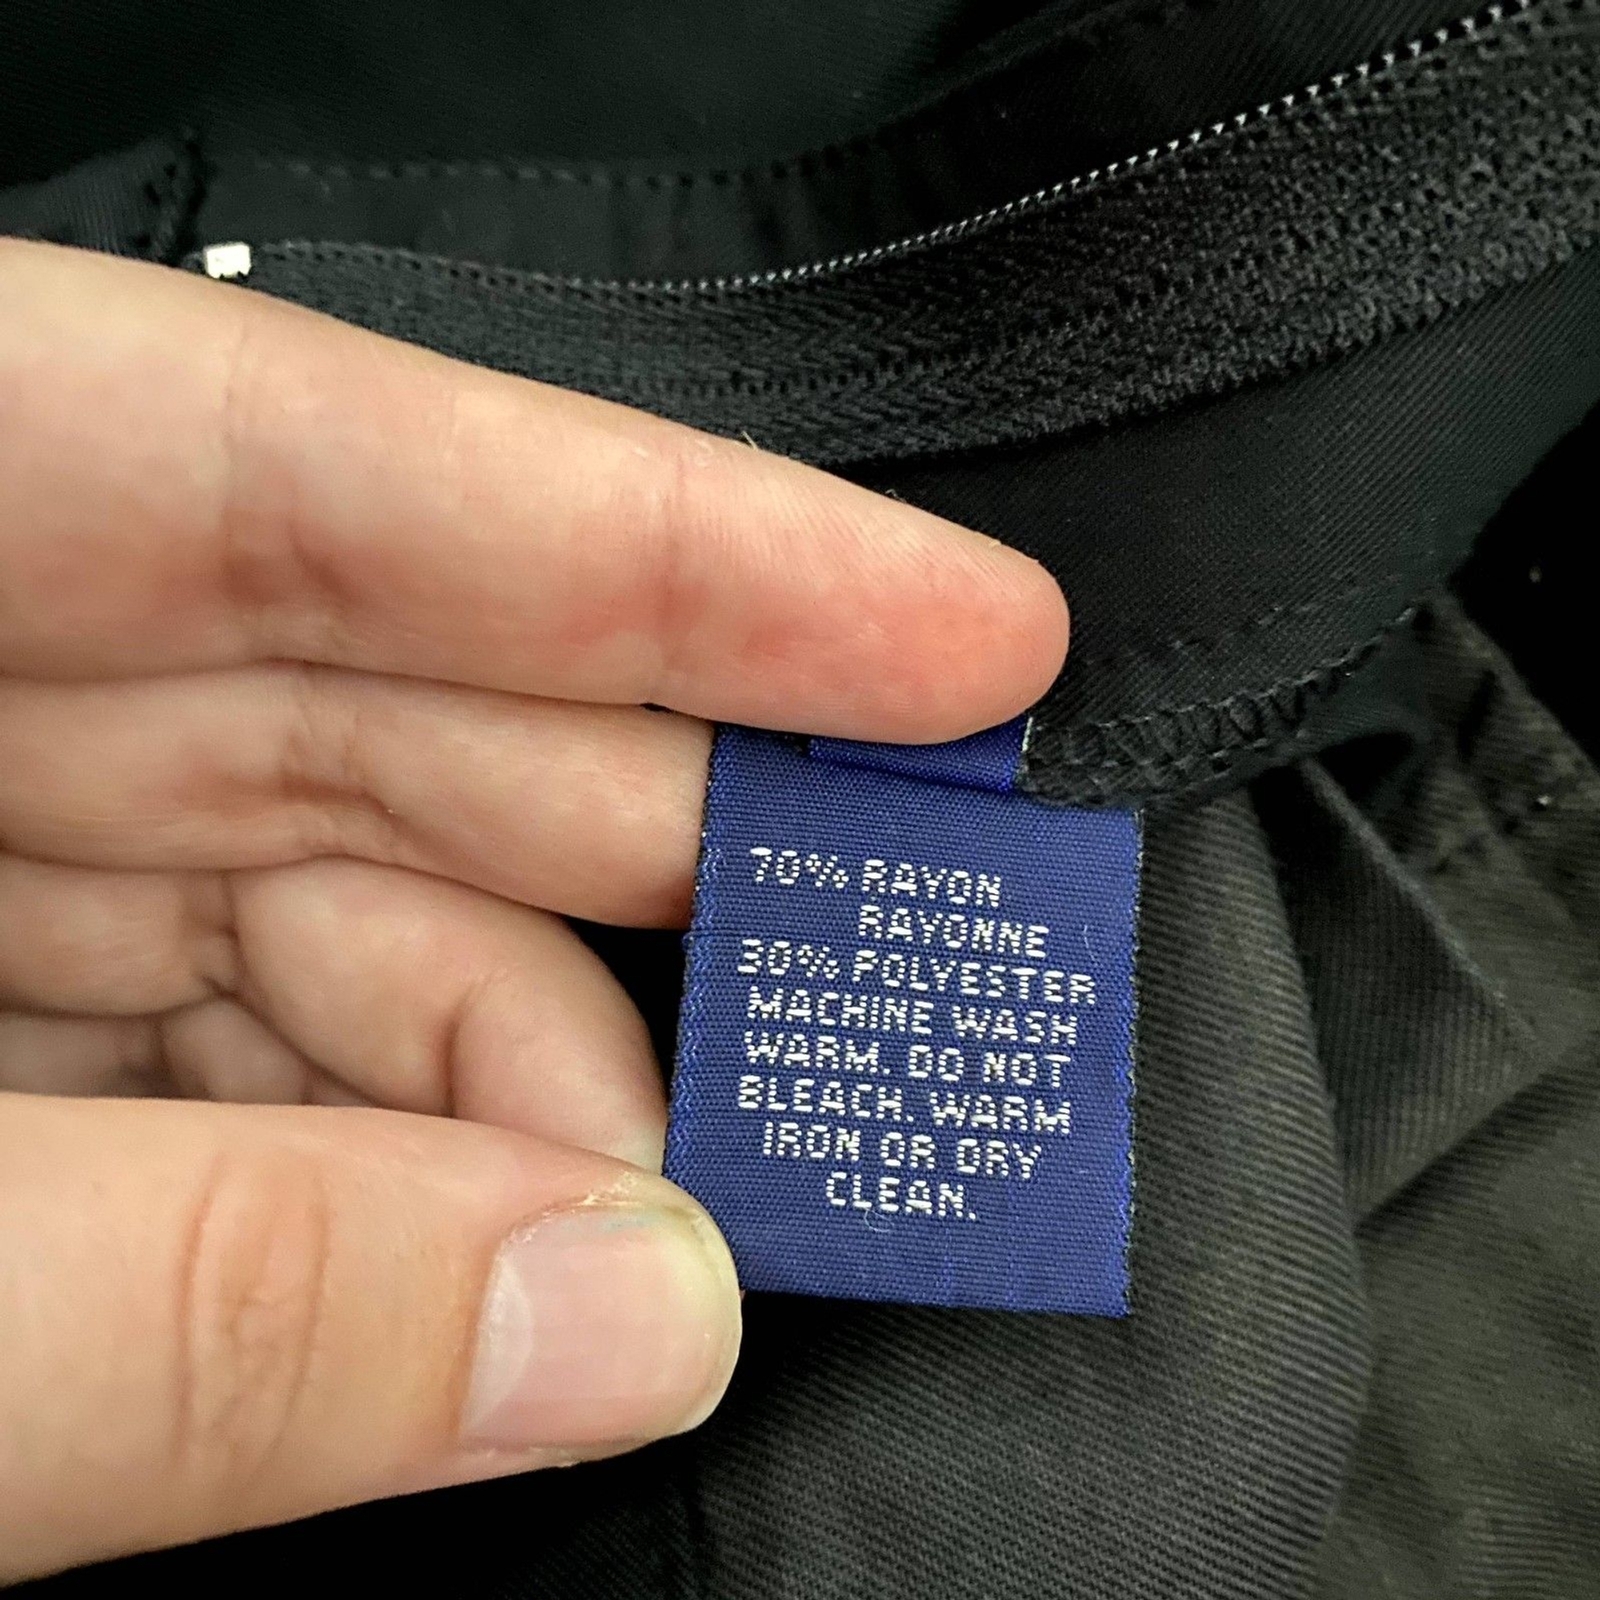 70% RAYON
RAYONNE
30% POLYESTER
MACHINE WASH
WARM. DO NOT
BLEACH. WARM
IRON OR DRY
CLEAN.